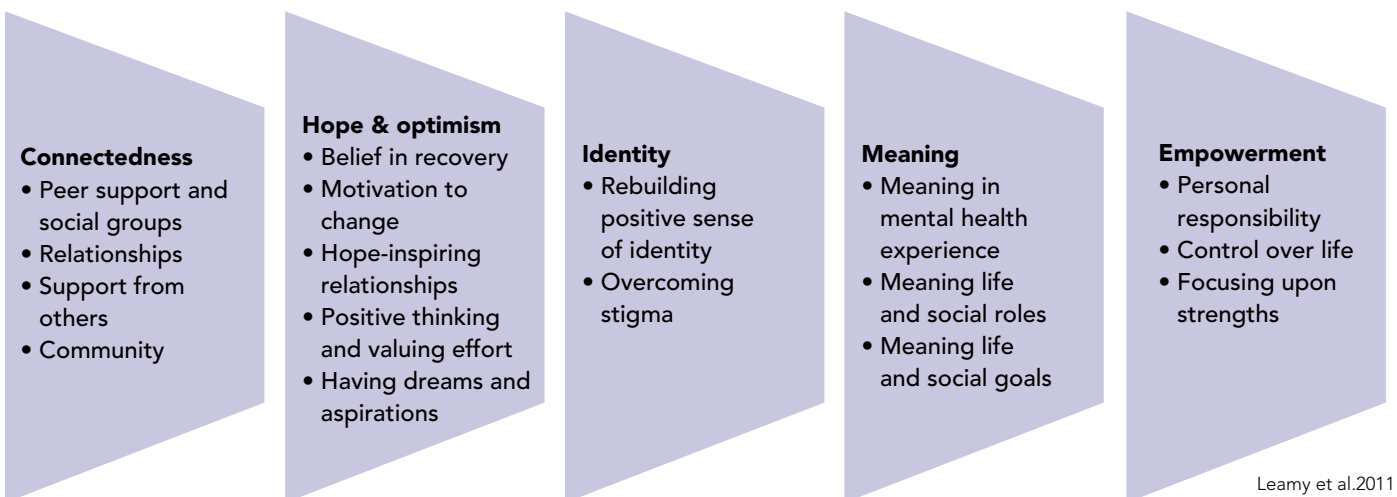 Connectedness
• Peer support and
social groups
• Relationships
• Support from
others
• Community
Hope & optimism
• Belief in recovery
• Motivation to
change
• Hope-inspiring
relationships
• Positive thinking
and valuing effort
• Having dreams and
aspirations
Identity
• Rebuilding
positive sense
of identity
• Overcoming
stigma
Meaning
• Meaning in
mental health
experience
• Meaning life
and social roles
• Meaning life
and social goals
Empowerment
• Personal
responsibility
• Control over life
• Focusing upon
strengths
Leamy et al.2011